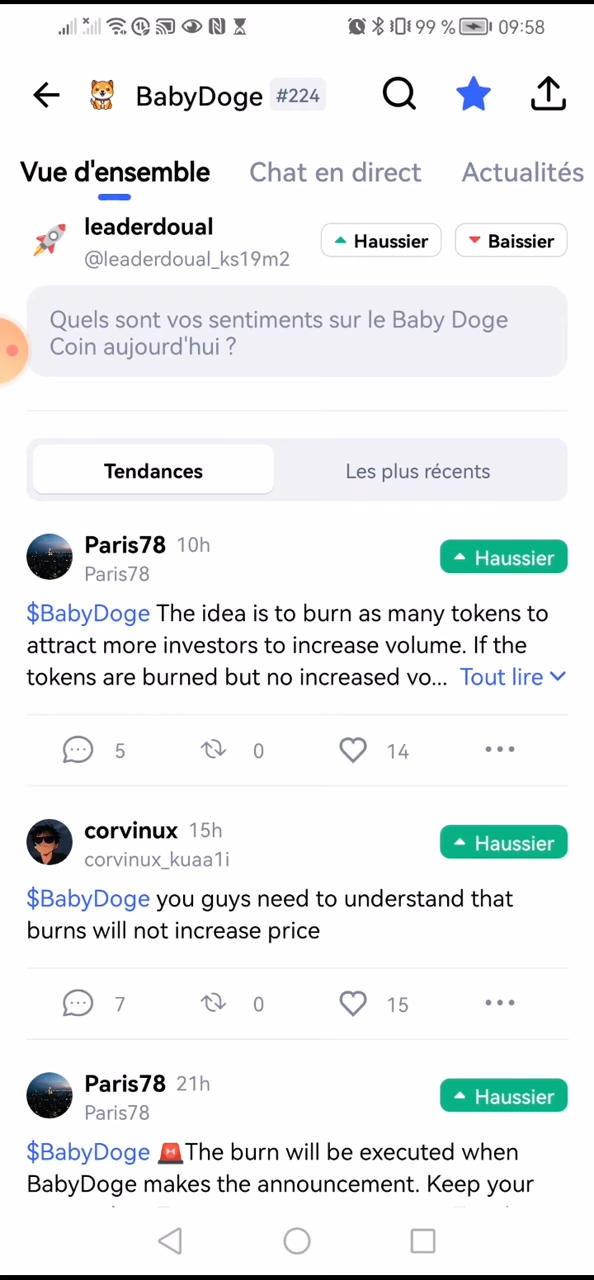 99 % 09:58
BabyDoge #224
Vue d'ensemble Chat en direct Actualités
leaderdoual
@leaderdoual_ks19m2
Haussier Baissier
Quels sont vos sentiments sur le Baby Doge
Coin aujourd'hui ?
Tendances Les plus récents
Paris78 10h
Paris78
Haussier
$BabyDoge The idea is to burn as many tokens to
attract more investors to increase volume. If the
tokens are burned but no increased vo... Tout lire
5 0 14
corvinux 15h
corvinux_kuaa1i
Haussier
$BabyDoge you guys need to understand that
burns will not increase price
7 0 15
Paris78 21h
Paris78
Haussier
$BabyDoge 🚨The burn will be executed when
BabyDoge makes the announcement. Keep your